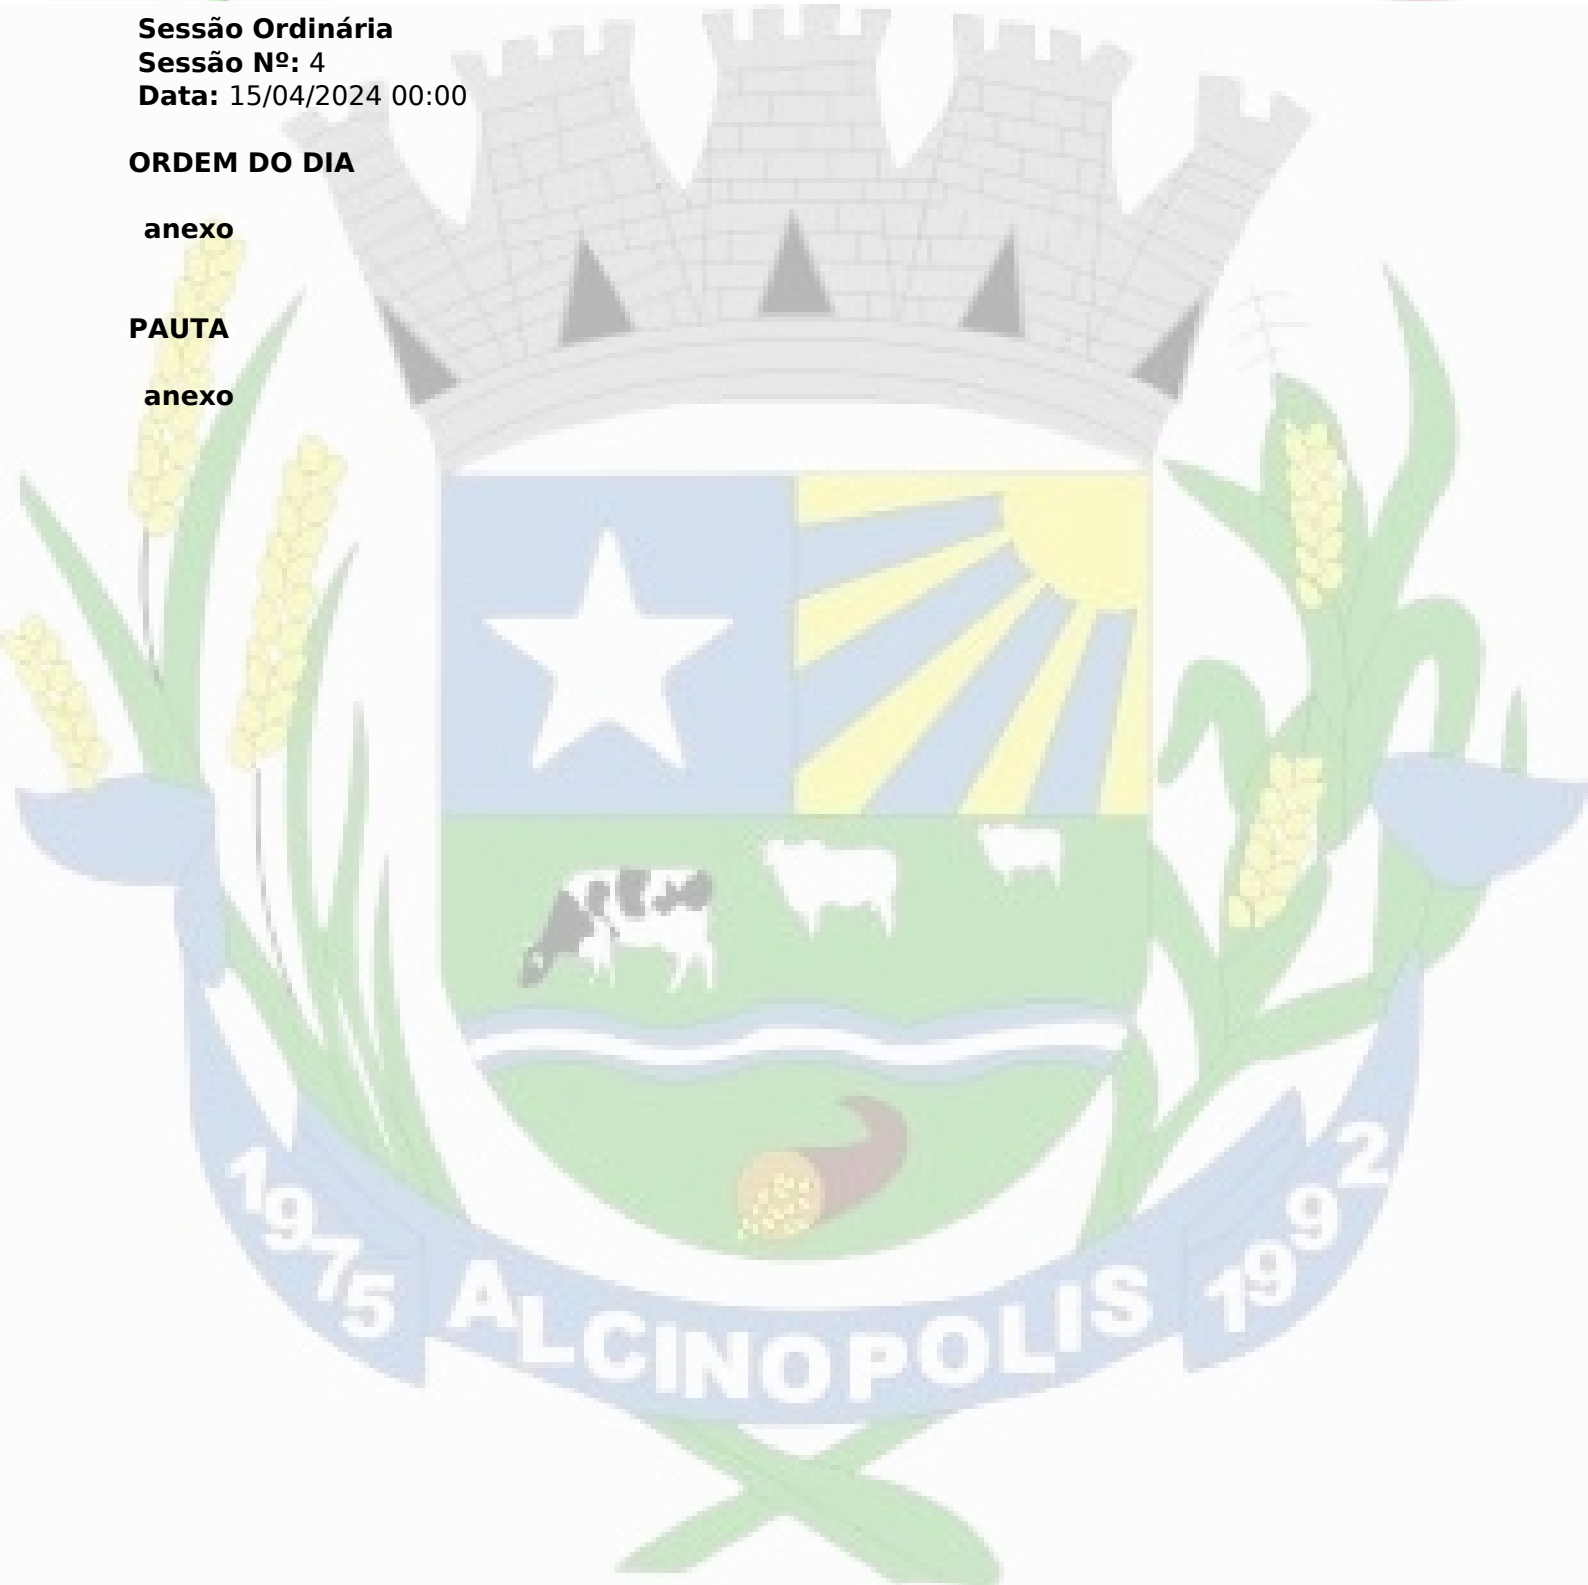 Sessão Ordinária
Sessão Nº: 4
Data: 15/04/2024 00:00
ORDEM DO DIA
anexo
PAUTA
anexo
1975 ALCINOPOLIS 1992